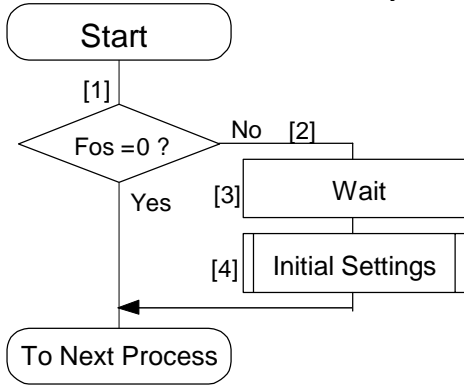 Start
[1]
Fos =0 ?
No [2]
Yes
[3] Wait
[4] Initial Settings
To Next Process